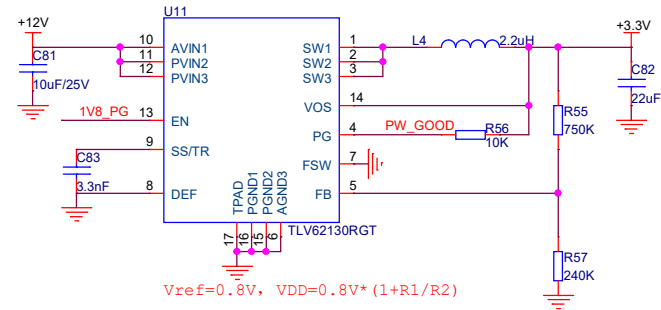 U11
+12V
+3.3V
10 AVIN1 SW1 1 L4 2.2uH
C81 11 PVIN2 SW2 2
12 PVIN3 SW3 3 C82
10uF/25V
22uF
1V8_PG 13 EN VOS 14
R55
PG 4 PW_GOOD R56
750K
10K
9 SS/TR
C83 FSW 7
3.3nF 8 DEF FB 5
TPAD
PGND1
PGND2
AGND3
17
16
15
6
TLV62130RGT
R57
240K
Vref=0.8V，VDD=0.8V*(1+R1/R2)